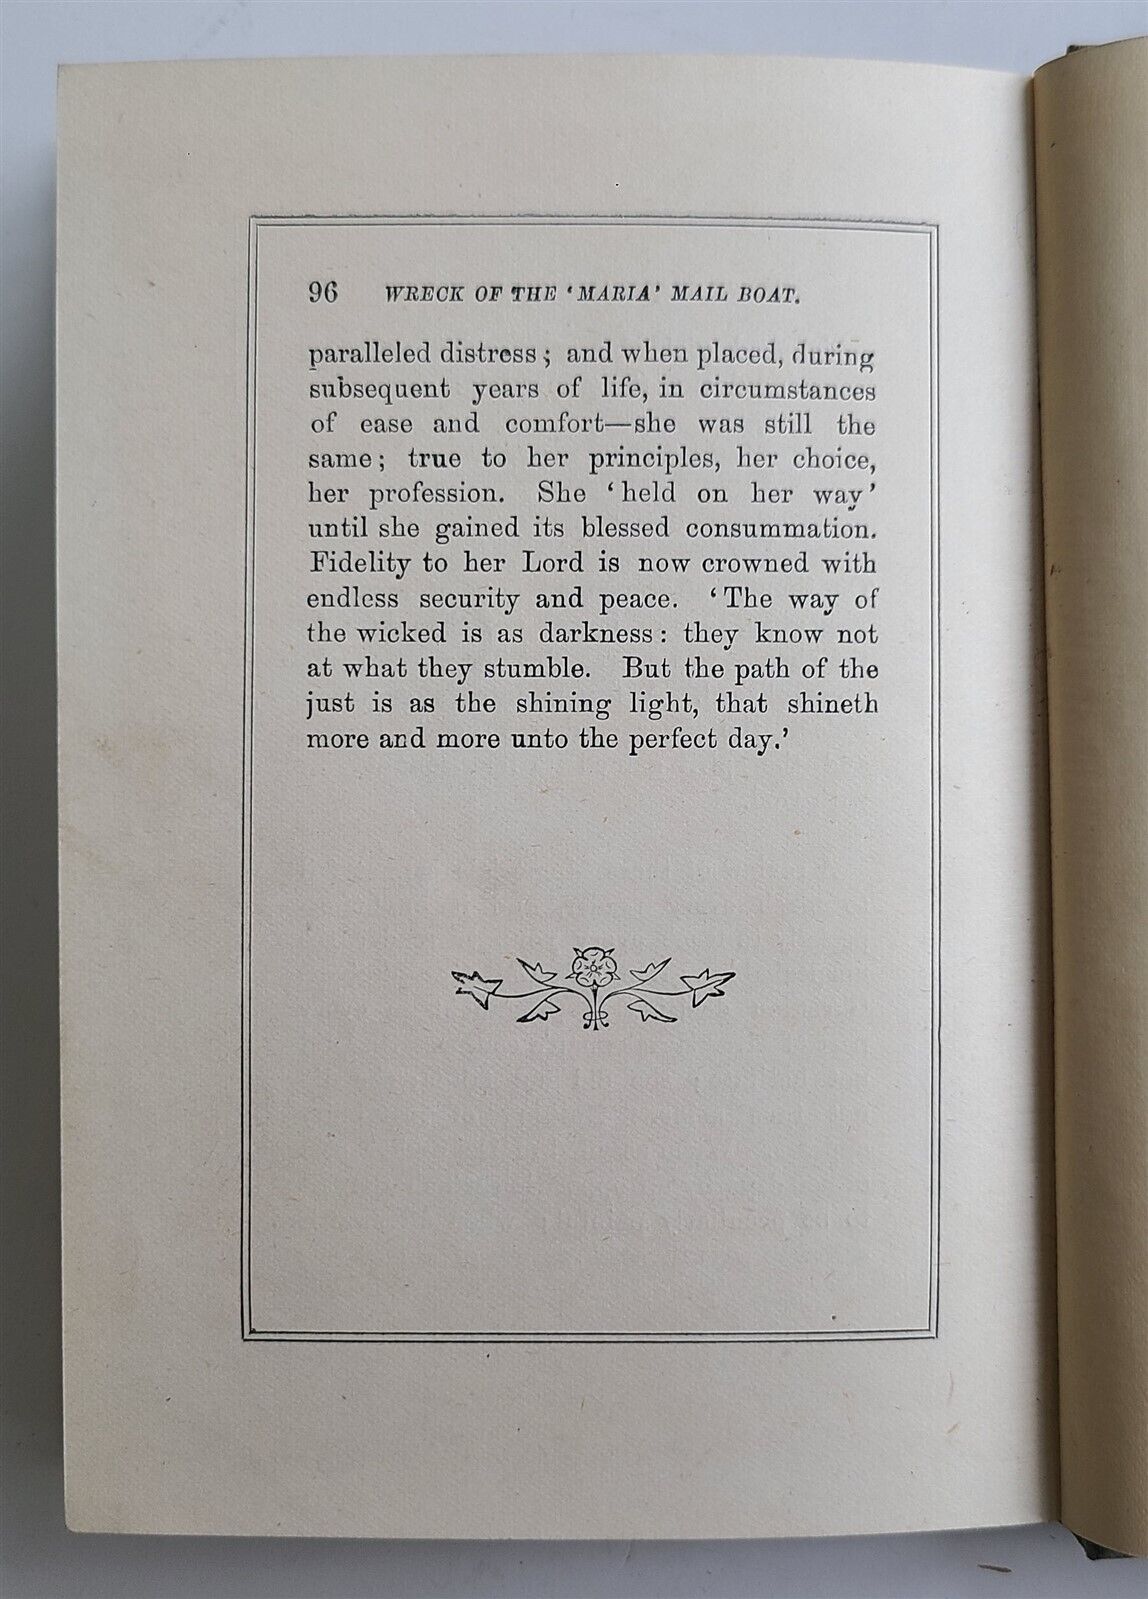 96 WRECK OF THE ‘MARIA’ MAIL BOAT.
paralleled distress; and when placed, during
subsequent years of life, in circumstances
of ease and comfort—she was still the
same; true to her principles, her choice,
her profession. She ‘held on her way’
until she gained its blessed consummation.
Fidelity to her Lord is now crowned with
endless security and peace. ‘The way of
the wicked is as darkness: they know not
at what they stumble. But the path of the
just is as the shining light, that shineth
more and more unto the perfect day.’